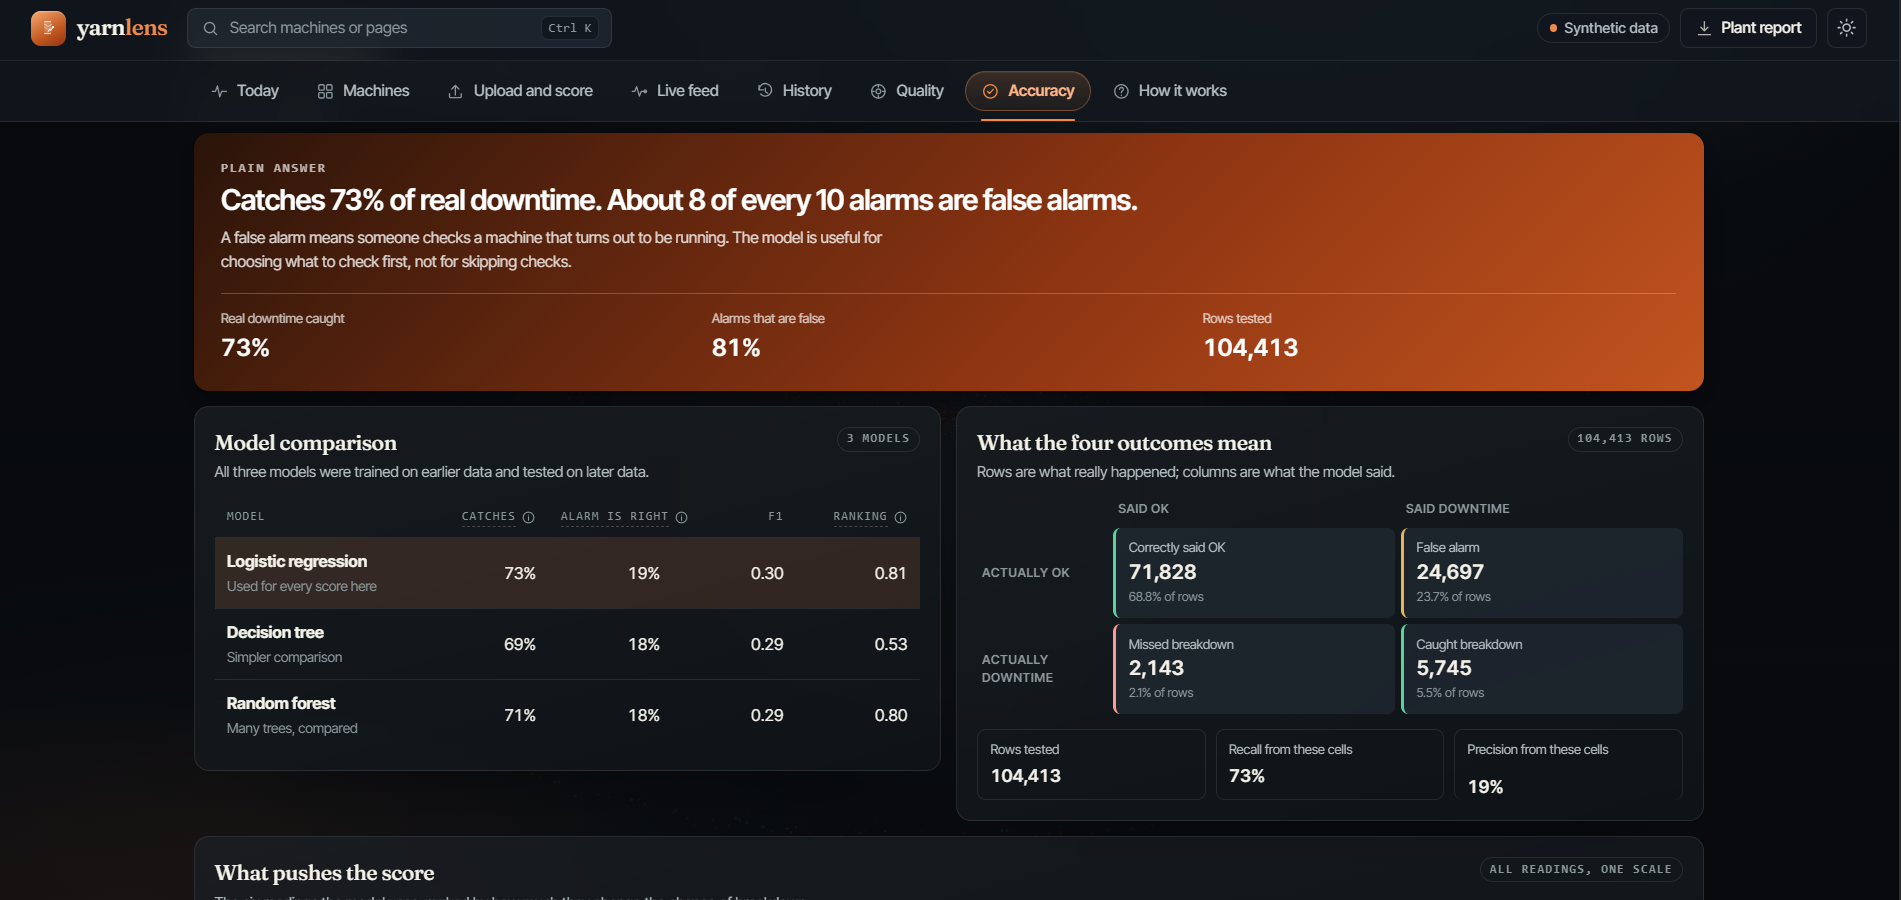 yarnlens
Search machines or pages
Ctrl K
Synthetic data
Plant report
Today
Machines
Upload and score
Live feed
History
Quality
Accuracy
How it works
PLAIN ANSWER
Catches 73% of real downtime. About 8 of every 10 alarms are false alarms.
A false alarm means someone checks a machine that turns out to be running. The model is useful for
choosing what to check first, not for skipping checks.
Real downtime caught
73%
Alarms that are false
81%
Rows tested
104,413
Model comparison
3 MODELS
All three models were trained on earlier data and tested on later data.
MODEL CATCHES ALARM IS RIGHT F1 RANKING
Logistic regression
Used for every score here
73% 19% 0.30 0.81
Decision tree
Simpler comparison
69% 18% 0.29 0.53
Random forest
Many trees, compared
71% 18% 0.29 0.80
What the four outcomes mean
104,413 ROWS
Rows are what really happened; columns are what the model said.
SAID OK
SAID DOWNTIME
ACTUALLY OK
Correctly said OK
71,828
68.8% of rows
False alarm
24,697
23.7% of rows
ACTUALLY
DOWNTIME
Missed breakdown
2,143
2.1% of rows
Caught breakdown
5,745
5.5% of rows
Rows tested
104,413
Recall from these cells
73%
Precision from these cells
19%
What pushes the score
ALL READINGS, ONE SCALE